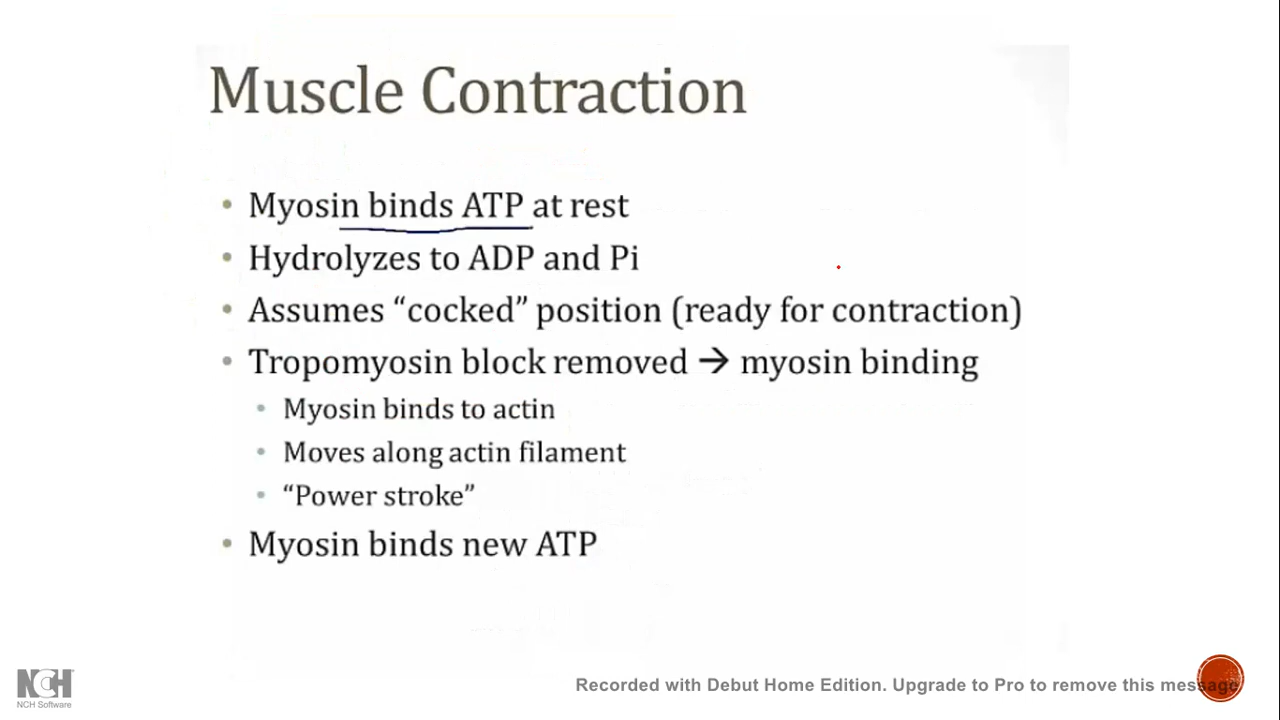 Muscle Contraction
• Myosin binds ATP at rest
• Hydrolyzes to ADP and Pi
• Assumes “cocked” position (ready for contraction)
• Tropomyosin block removed → myosin binding
• Myosin binds to actin
• Moves along actin filament
• “Power stroke”
• Myosin binds new ATP
NCH
NCH Software
Recorded with Debut Home Edition. Upgrade to Pro to remove this message